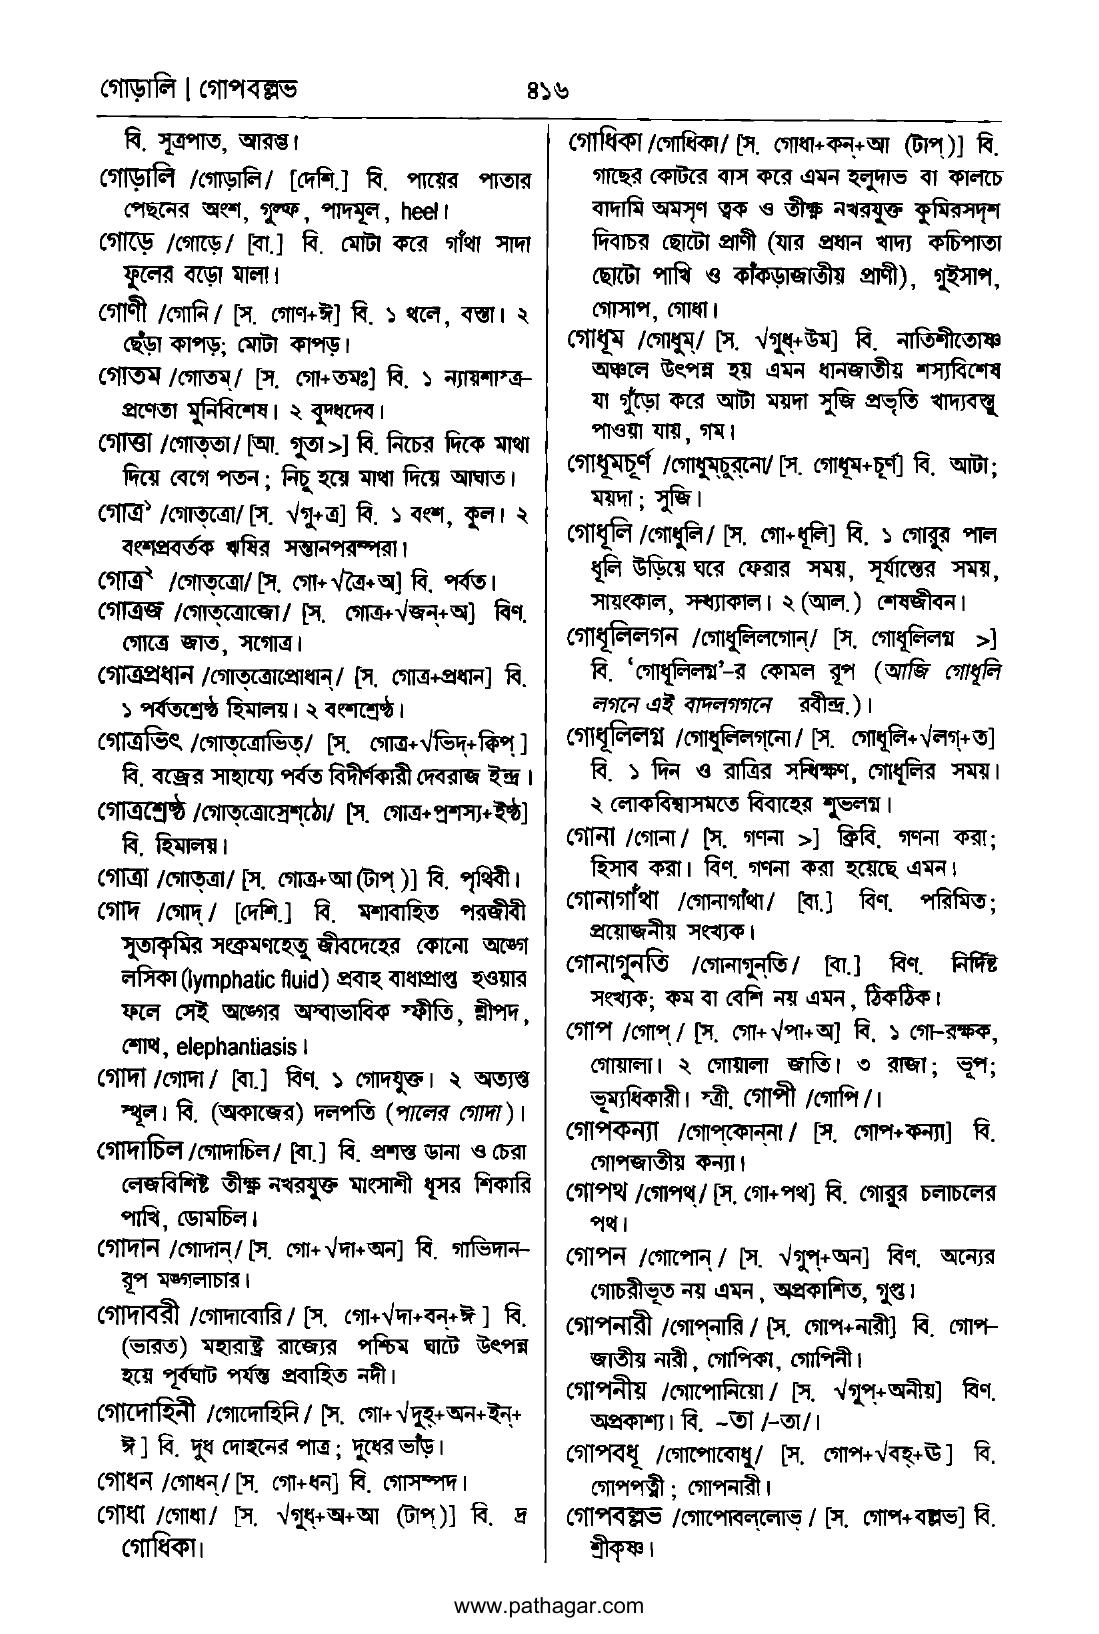 গোড়ালি | গোপবল্লভ
৪১৬
বি. সূত্রপাত, আরম্ভ।
গোড়ালি /গোড়ালি/ [দেশি.] বি. পায়ের পাতার
পেছনের অংশ, গুল্ফ, পাদমূল, heel।
গোড়ে /গোড়ে/ [বা.] বি. মোটা করে গাঁথা সাদা
ফুলের বড়ো মালা।
গোণী /গোনি/ [স. গোণ+ঈ] বি. ১ থলে, বস্তা। ২
ছেঁড়া কাপড়; মোটা কাপড়।
গোতম /গোতম্/ [স. গো+তমঃ] বি. ১ ন্যায়শাস্ত্র–
প্রণেতা মুনিবিশেষ। ২ বুদ্ধদেব।
গোত্তা /গোত্‌তা/ [আ. গুতা >] বি. নিচের দিকে মাথা
দিয়ে বেগে পতন; নিচু হয়ে মাথা দিয়ে আঘাত।
গোত্র১ /গোত্‌ত্রো/ [স. √গু+ত্র] বি. ১ বংশ, কুল। ২
বংশপ্রবর্তক ঋষির সন্তানপরম্পরা।
গোত্র২ /গোত্‌ত্রো/ [স. গো+√ত্রৈ+অ] বি. পর্বত।
গোত্রজ /গোত্‌ত্রোজো/ [স. গোত্র+√জন্+অ] বিণ.
গোত্রে জাত, সগোত্র।
গোত্রপ্রধান /গোত্‌ত্রোপ্রোধান্/ [স. গোত্র+প্রধান] বি.
১ পর্বতশ্রেষ্ঠ হিমালয়। ২ বংশশ্রেষ্ঠ।
গোত্রভিৎ /গোত্‌ত্রোভিত্/ [স. গোত্র+√ভিদ্+ক্বিপ্]
বি. বজ্রের সাহায্যে পর্বত বিদীর্ণকারী দেবরাজ ইন্দ্র।
গোত্রশ্রেষ্ঠ /গোত্‌ত্রোস্রেশ্‌ঠো/ [স. গোত্র+প্রশস্য+ইষ্ঠ]
বি. হিমালয়।
গোত্রা /গোত্‌ত্রা/ [স. গোত্র+আ (টাপ্)] বি. পৃথিবী।
গোদ /গোদ্/ [দেশি.] বি. মশাবাহিত পরজীবী
সুতাকৃমির সংক্রমণহেতু জীবদেহের কোনো অঙ্গে
লসিকা (lymphatic fluid) প্রবাহ বাধাপ্রাপ্ত হওয়ার
ফলে সেই অঙ্গের অস্বাভাবিক স্ফীতি, শ্লীপদ,
শোথ, elephantiasis।
গোদা /গোদা/ [বা.] বিণ. ১ গোদযুক্ত। ২ অত্যন্ত
স্থূল। বি. (অকাজের) দলপতি (পালের গোদা)।
গোদাচিল /গোদাচিল/ [বা.] বি. প্রশস্ত ডানা ও চেরা
লেজবিশিষ্ট তীক্ষ্ণ নখরযুক্ত মাংসাশী ধূসর শিকারি
পাখি, ডোমচিল।
গোদান /গোদান্/ [স. গো+√দা+অন] বি. গাভিদান–
রূপ মঙ্গলাচার।
গোদাবরী /গোদাবোরি/ [স. গো+√দা+বন্+ঈ] বি.
(ভারত) মহারাষ্ট্র রাজ্যের পশ্চিম ঘাটে উৎপন্ন
হয়ে পূর্বঘাট পর্যন্ত প্রবাহিত নদী।
গোদোহিনী /গোদোহিনি/ [স. গো+√দুহ্+অন+ইন্+
ঈ] বি. দুধ দোহনের পাত্র; দুধের ভাঁড়।
গোধন /গোধন্/ [স. গো+ধন] বি. গোসম্পদ।
গোধা /গোধা/ [স. √গুধ্+অ+আ (টাপ্)] বি. দ্র
গোধিকা।
গোধিকা /গোধিকা/ [স. গোধা+কন্+আ (টাপ্)] বি.
গাছের কোটরে বাস করে এমন হলুদাভ বা কালচে
বাদামি অমসৃণ ত্বক ও তীক্ষ্ণ নখরযুক্ত কুমিরসদৃশ
দিবাচর ছোটো প্রাণী (যার প্রধান খাদ্য কচিপাতা
ছোটো পাখি ও কাঁকড়াজাতীয় প্রাণী), গুইসাপ,
গোসাপ, গোধা।
গোধূম /গোধুম্/ [স. √গুধ্+উম] বি. নাতিশীতোষ্ণ
অঞ্চলে উৎপন্ন হয় এমন ধানজাতীয় শস্যবিশেষ
যা গুঁড়ো করে আটা ময়দা সুজি প্রভৃতি খাদ্যবস্তু
পাওয়া যায়, গম।
গোধূমচূর্ণ /গোধুম্‌চুর্‌নো/ [স. গোধূম+চূর্ণ] বি. আটা;
ময়দা; সুজি।
গোধূলি /গোধুলি/ [স. গো+ধূলি] বি. ১ গোরুর পাল
ধূলি উড়িয়ে ঘরে ফেরার সময়, সূর্যাস্তের সময়,
সায়ংকাল, সন্ধ্যাকাল। ২ (আল.) শেষজীবন।
গোধূলিলগন /গোধুলিলগোন্/ [স. গোধূলিলগ্ন >]
বি. ‘গোধূলিলগ্ন’–র কোমল রূপ (আজি গোধূলি
লগনে এই বাদলগগনে রবীন্দ্র.)।
গোধূলিলগ্ন /গোধুলিলগ্‌নো/ [স. গোধূলি+√লগ্+ত]
বি. ১ দিন ও রাত্রির সন্ধিক্ষণ, গোধূলির সময়।
২ লোকবিশ্বাসমতে বিবাহের শুভলগ্ন।
গোনা /গোনা/ [স. গণনা >] ক্রিবি. গণনা করা;
হিসাব করা। বিণ. গণনা করা হয়েছে এমন।
গোনাগাঁথা /গোনাগাঁথা/ [বা.] বিণ. পরিমিত;
প্রয়োজনীয় সংখ্যক।
গোনাগুনতি /গোনাগুন্‌তি/ [বা.] বিণ. নির্দিষ্ট
সংখ্যক; কম বা বেশি নয় এমন, ঠিকঠিক।
গোপ /গোপ্/ [স. গো+√পা+অ] বি. ১ গো–রক্ষক,
গোয়ালা। ২ গোয়ালা জাতি। ৩ রাজা; ভূপ;
ভূম্যধিকারী। স্ত্রী. গোপী /গোপি/।
গোপকন্যা /গোপ্‌কোন্‌না/ [স. গোপ+কন্যা] বি.
গোপজাতীয় কন্যা।
গোপথ /গোপথ্/ [স. গো+পথ] বি. গোরুর চলাচলের
পথ।
গোপন /গোপোন্/ [স. √গুপ্+অন] বিণ. অন্যের
গোচরীভূত নয় এমন, অপ্রকাশিত, গুপ্ত।
গোপনারী /গোপ্‌নারি/ [স. গোপ+নারী] বি. গোপ–
জাতীয় নারী, গোপিকা, গোপিনী।
গোপনীয় /গোপোনিয়ো/ [স. √গুপ্+অনীয়] বিণ.
অপ্রকাশ্য। বি. ~তা /–তা/।
গোপবধূ /গোপোবোধু/ [স. গোপ+√বহ্+ঊ] বি.
গোপপত্নী; গোপনারী।
গোপবল্লভ /গোপোবল্‌লোভ্/ [স. গোপ+বল্লভ] বি.
শ্রীকৃষ্ণ।
www.pathagar.com